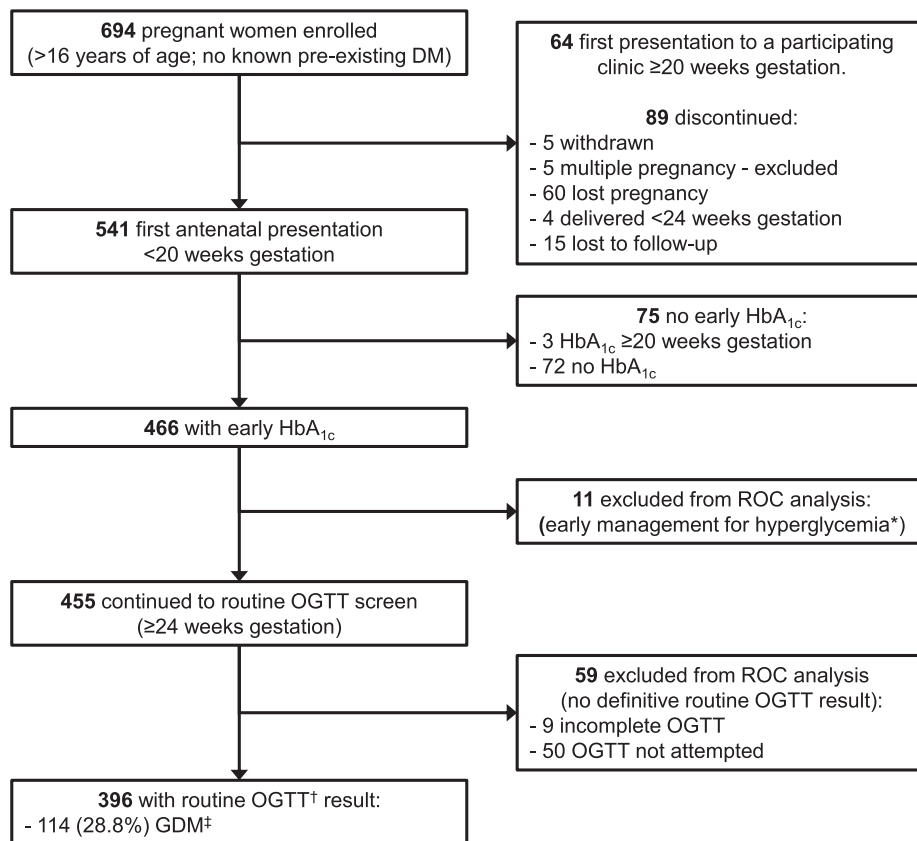 694 pregnant women enrolled
(>16 years of age; no known pre-existing DM)
64 first presentation to a participating
clinic ≥20 weeks gestation.
89 discontinued:
- 5 withdrawn
- 5 multiple pregnancy - excluded
- 60 lost pregnancy
- 4 delivered <24 weeks gestation
- 15 lost to follow-up
541 first antenatal presentation
<20 weeks gestation
75 no early HbA1c:
- 3 HbA1c ≥20 weeks gestation
- 72 no HbA1c
466 with early HbA1c
11 excluded from ROC analysis:
(early management for hyperglycemia*)
455 continued to routine OGTT screen
(≥24 weeks gestation)
59 excluded from ROC analysis
(no definitive routine OGTT result):
- 9 incomplete OGTT
- 50 OGTT not attempted
396 with routine OGTT† result:
- 114 (28.8%) GDM‡